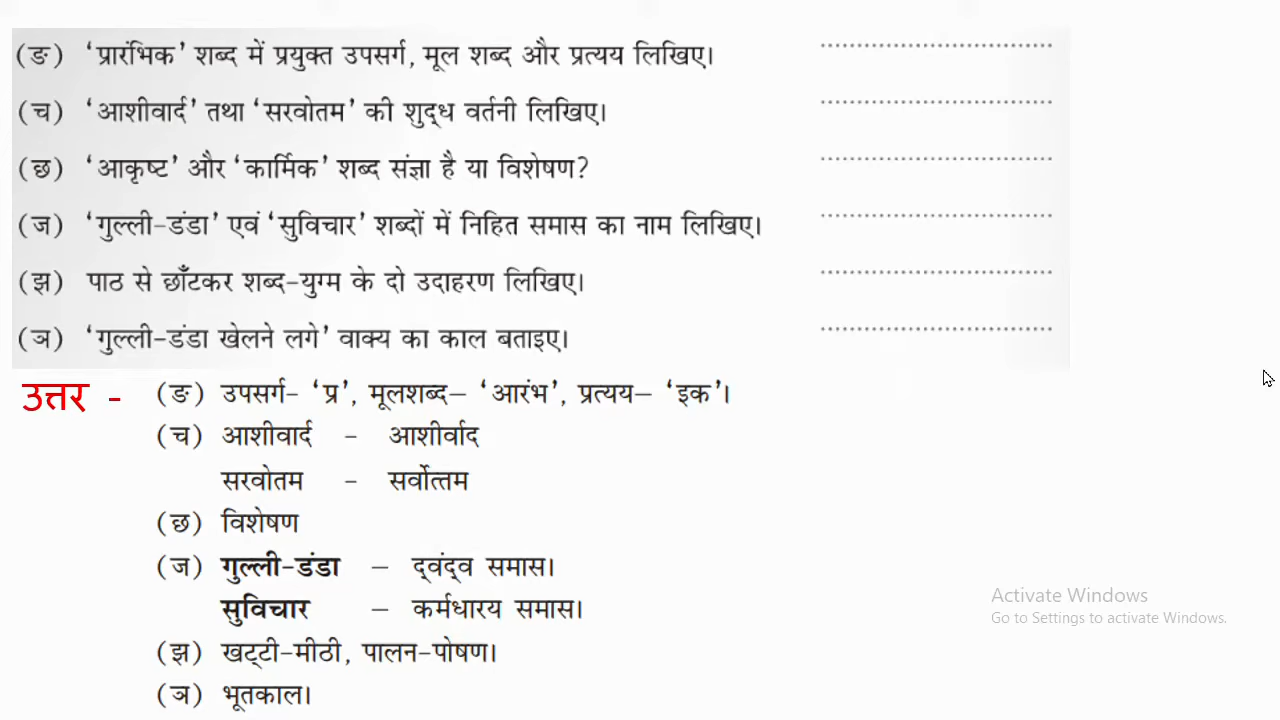 (ङ) ‘प्रारंभिक’ शब्द में प्रयुक्त उपसर्ग, मूल शब्द और प्रत्यय लिखिए। ........................................
(च) ‘आशीवार्द’ तथा ‘सरवोतम’ की शुद्ध वर्तनी लिखिए। ........................................
(छ) ‘आकृष्ट’ और ‘कार्मिक’ शब्द संज्ञा है या विशेषण? ........................................
(ज) ‘गुल्ली-डंडा’ एवं ‘सुविचार’ शब्दों में निहित समास का नाम लिखिए। ........................................
(झ) पाठ से छाँटकर शब्द-युग्म के दो उदाहरण लिखिए। ........................................
(ञ) ‘गुल्ली-डंडा खेलने लगे’ वाक्य का काल बताइए। ........................................
उत्तर - (ङ) उपसर्ग- ‘प्र’, मूलशब्द– ‘आरंभ’, प्रत्यय– ‘इक’।
(च) आशीवार्द - आशीर्वाद
सरवोतम - सर्वोत्तम
(छ) विशेषण
(ज) गुल्ली-डंडा – द्वंद्व समास।
सुविचार – कर्मधारय समास।
(झ) खट्टी-मीठी, पालन-पोषण।
(ञ) भूतकाल।
Activate Windows
Go to Settings to activate Windows.